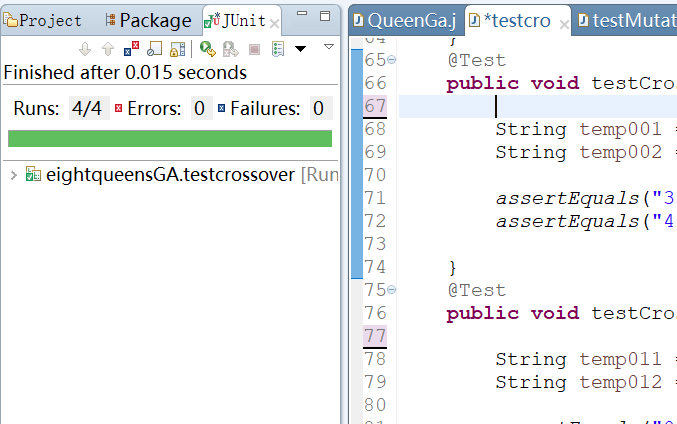 Project Package JUnit
Finished after 0.015 seconds
Runs: 4/4 Errors: 0 Failures: 0
eightqueensGA.testcrossover [Run
QueenGa.j *testcro testMutat
64 }
65 @Test
66 public void testCro
67
68 String temp001 =
69 String temp002 =
70
71 assertEquals("3
72 assertEquals("4
73
74 }
75 @Test
76 public void testCro
77
78 String temp011 =
79 String temp012 =
80